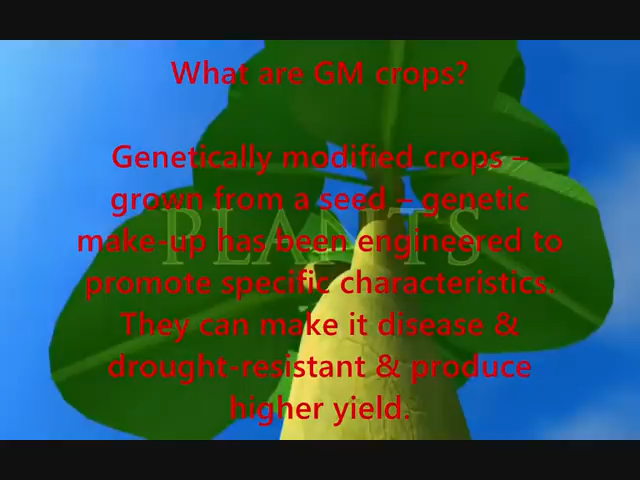 What are GM crops?
Genetically modified crops –
grown from a seed – genetic
make-up has been engineered to
promote specific characteristics.
They can make it disease &
drought-resistant & produce
higher yield.
PLANTS